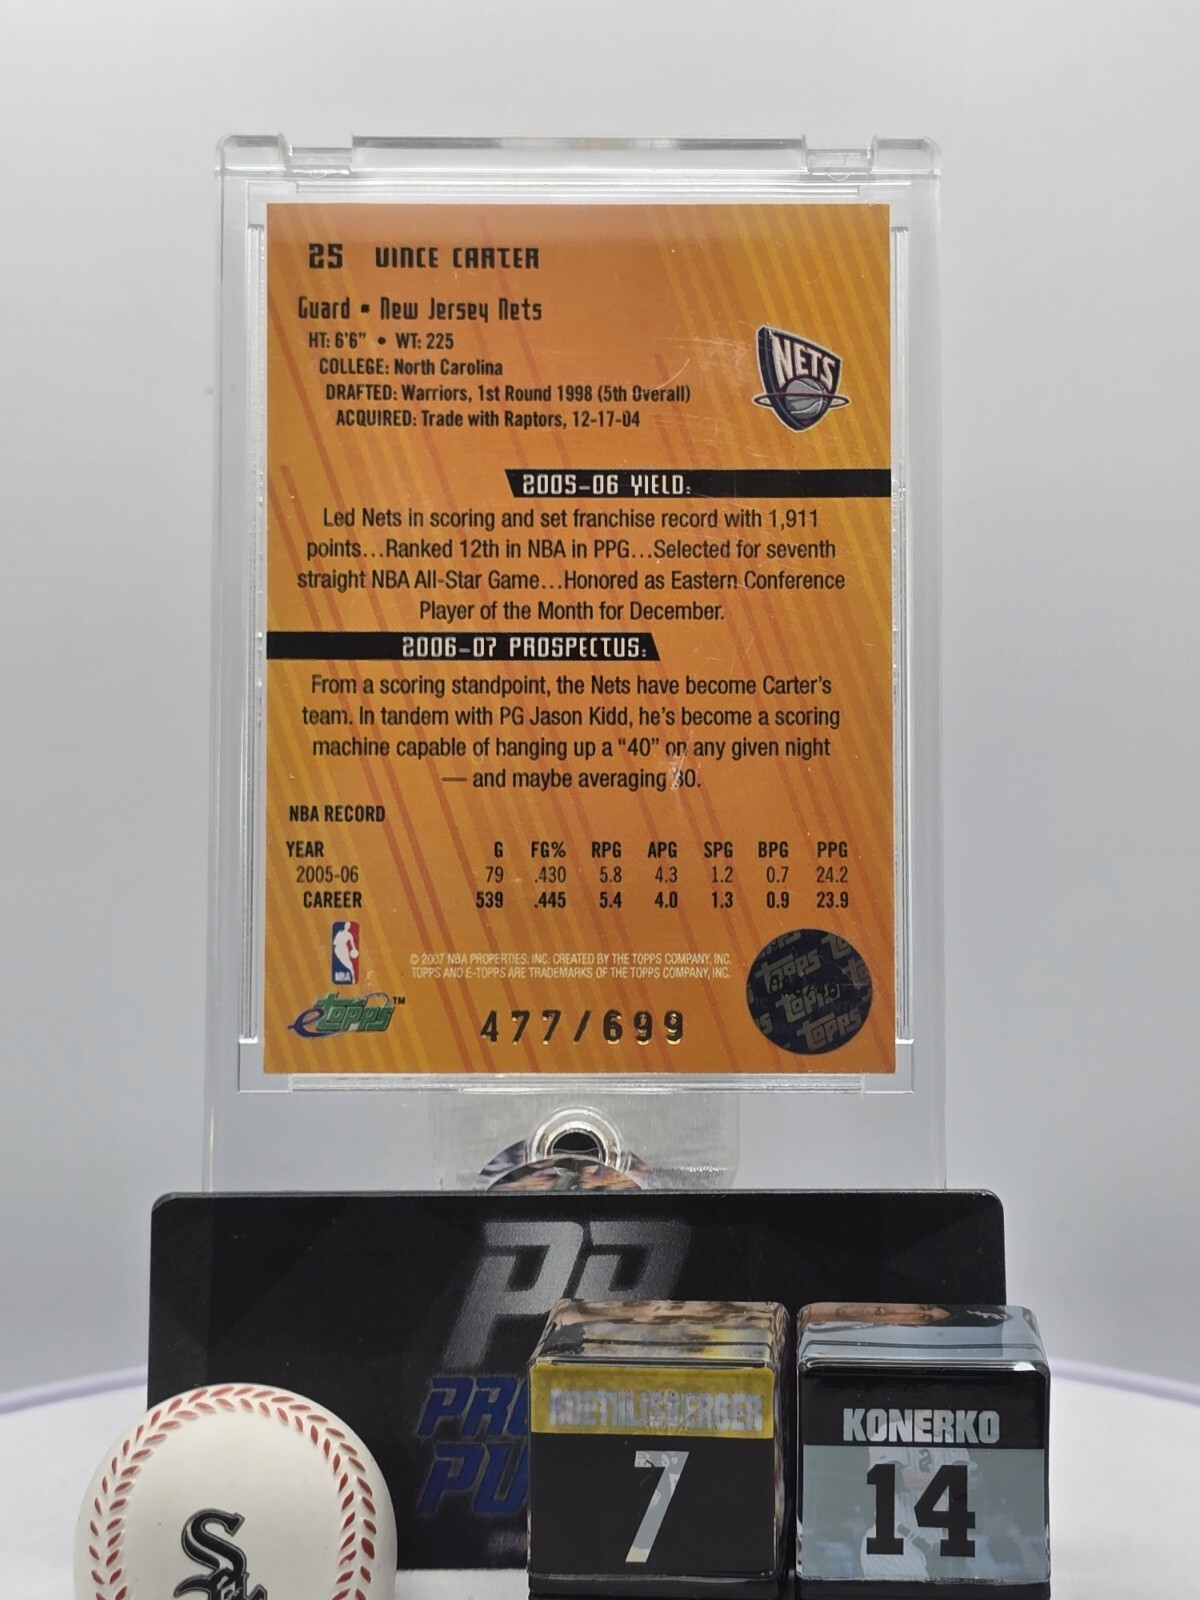 25 VINCE CARTER
Guard • New Jersey Nets
HT: 6'6" • WT: 225
COLLEGE: North Carolina
DRAFTED: Warriors, 1st Round 1998 (5th Overall)
ACQUIRED: Trade with Raptors, 12-17-04
NETS
2005-06 YIELD:
Led Nets in scoring and set franchise record with 1,911
points...Ranked 12th in NBA in PPG...Selected for seventh
straight NBA All-Star Game...Honored as Eastern Conference
Player of the Month for December.
2006-07 PROSPECTUS:
From a scoring standpoint, the Nets have become Carter's
team. In tandem with PG Jason Kidd, he's become a scoring
machine capable of hanging up a "40" on any given night
— and maybe averaging 30.
NBA RECORD
YEAR G FG% RPG APG SPG BPG PPG
2005-06 79 .430 5.8 4.3 1.2 0.7 24.2
CAREER 539 .445 5.4 4.0 1.3 0.9 23.9
NBA
© 2007 NBA PROPERTIES, INC. CREATED BY THE TOPPS COMPANY, INC.
TOPPS AND E-TOPPS ARE TRADEMARKS OF THE TOPPS COMPANY, INC.
eTOPPS™
477/699
Topps
Topps
Topps
PP
ROETHLISBERGER
7
KONERKO
14
Sox